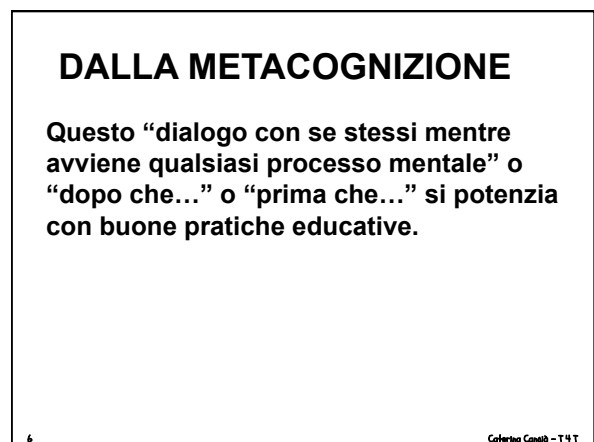 DALLA METACOGNIZIONE
Questo “dialogo con se stessi mentre
avviene qualsiasi processo mentale” o
“dopo che…” o “prima che…” si potenzia
con buone pratiche educative.
6
Caterina Cangià – T4T